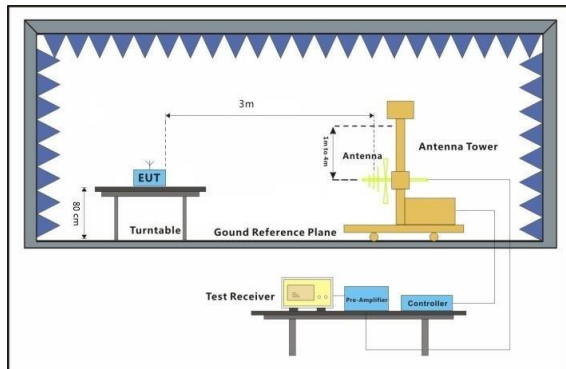 3m
1m to 4m
Antenna
Antenna Tower
EUT
80 cm
Turntable
Gound Reference Plane
Test Receiver
Pre-Amplifier
Controller